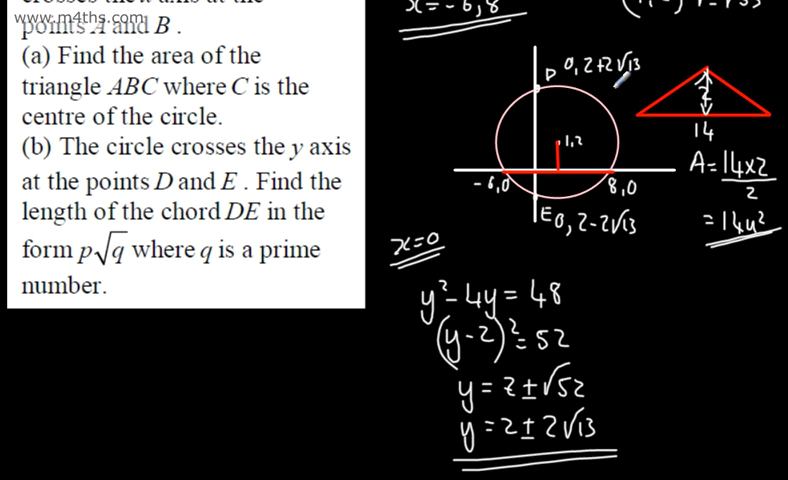 www.m4ths.com
points A and B .
(a) Find the area of the
triangle ABC where C is the
centre of the circle.
(b) The circle crosses the y axis
at the points D and E . Find the
length of the chord DE in the
form p√q where q is a prime
number.
x = -6, 8
D 0, 2+2√13
1,2
-6,0
8,0
E 0, 2-2√13
2
14
A = 14x2/2
= 14u²
x=0
y² - 4y = 48
(y-2)² = 52
y = 2 ± √52
y = 2 ± 2√13